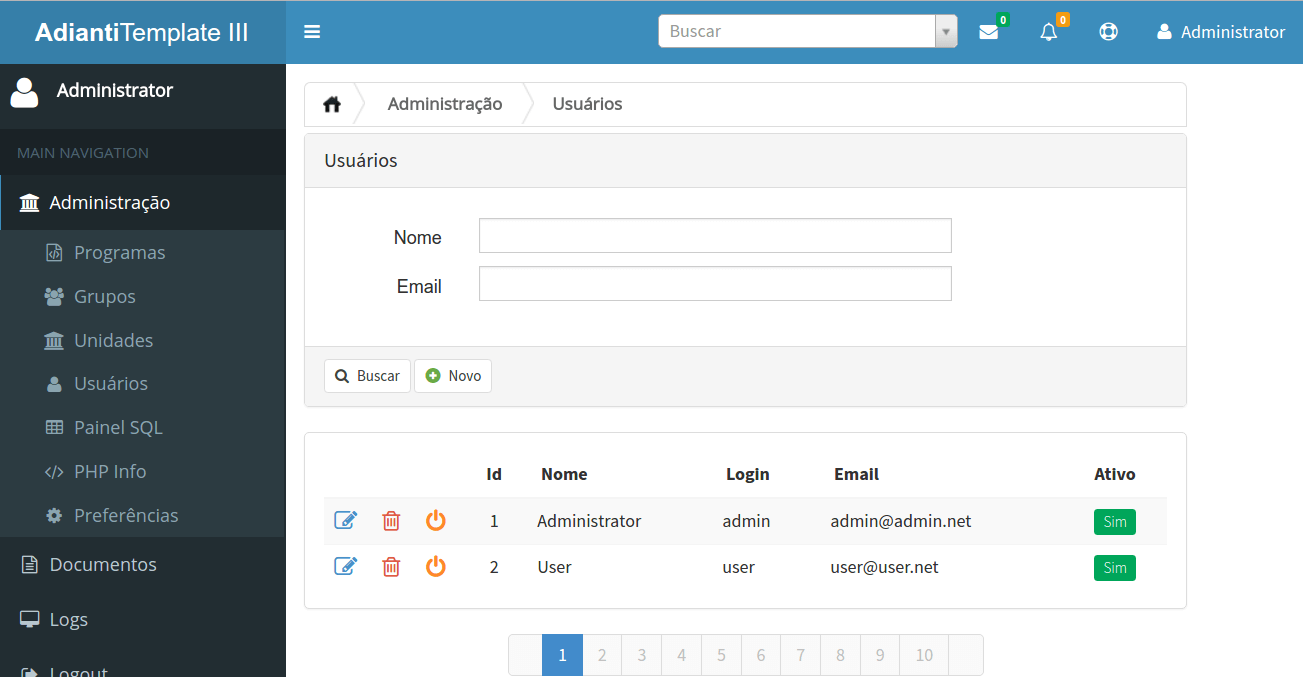 AdiantiTemplate III
Buscar
0
0
Administrator
Administrator
MAIN NAVIGATION
Administração
Programas
Grupos
Unidades
Usuários
Painel SQL
PHP Info
Preferências
Documentos
Logs
Logout
Administração Usuários
Usuários
Nome
Email
Buscar Novo
Id Nome Login Email Ativo
1 Administrator admin admin@admin.net Sim
2 User user user@user.net Sim
1 2 3 4 5 6 7 8 9 10